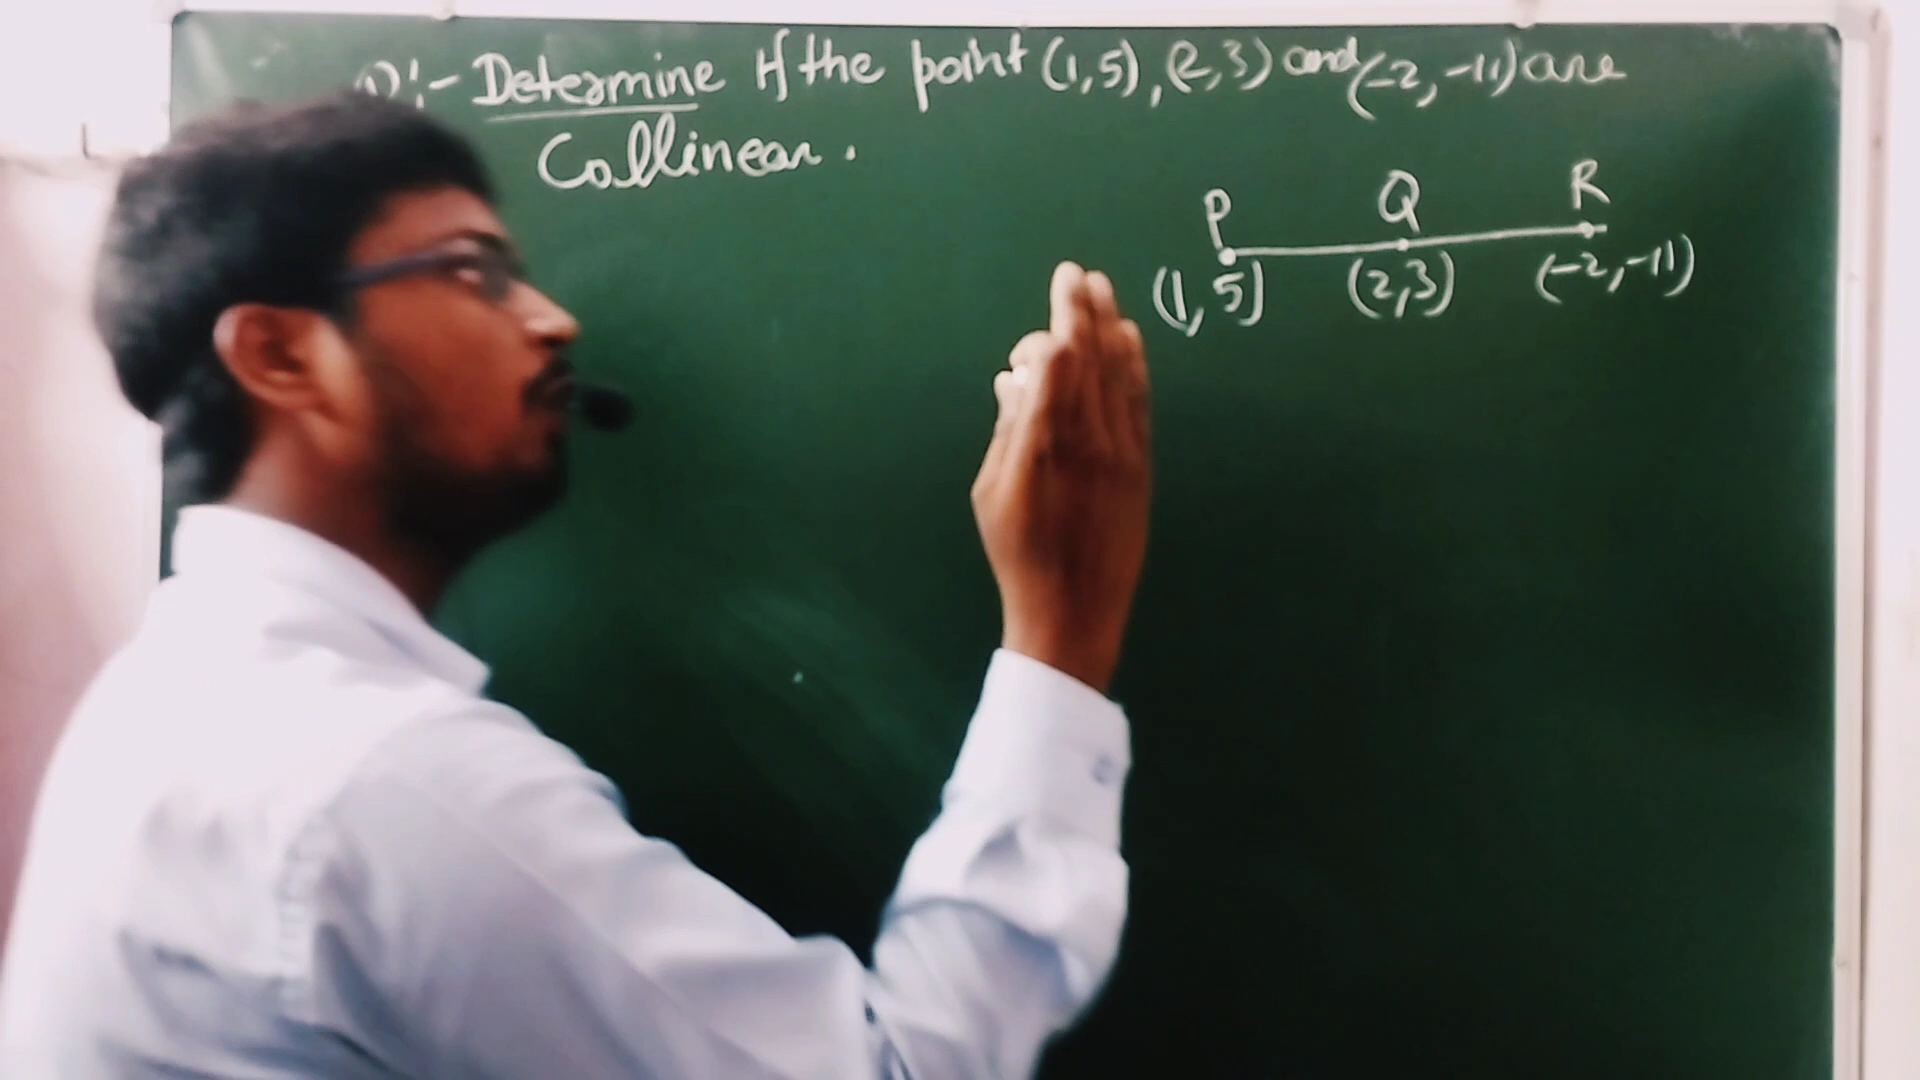 Q:- Determine If the point (1,5), (2,3) and (-2, -11) are
Collinear.
P Q R
(1,5) (2,3) (-2,-11)